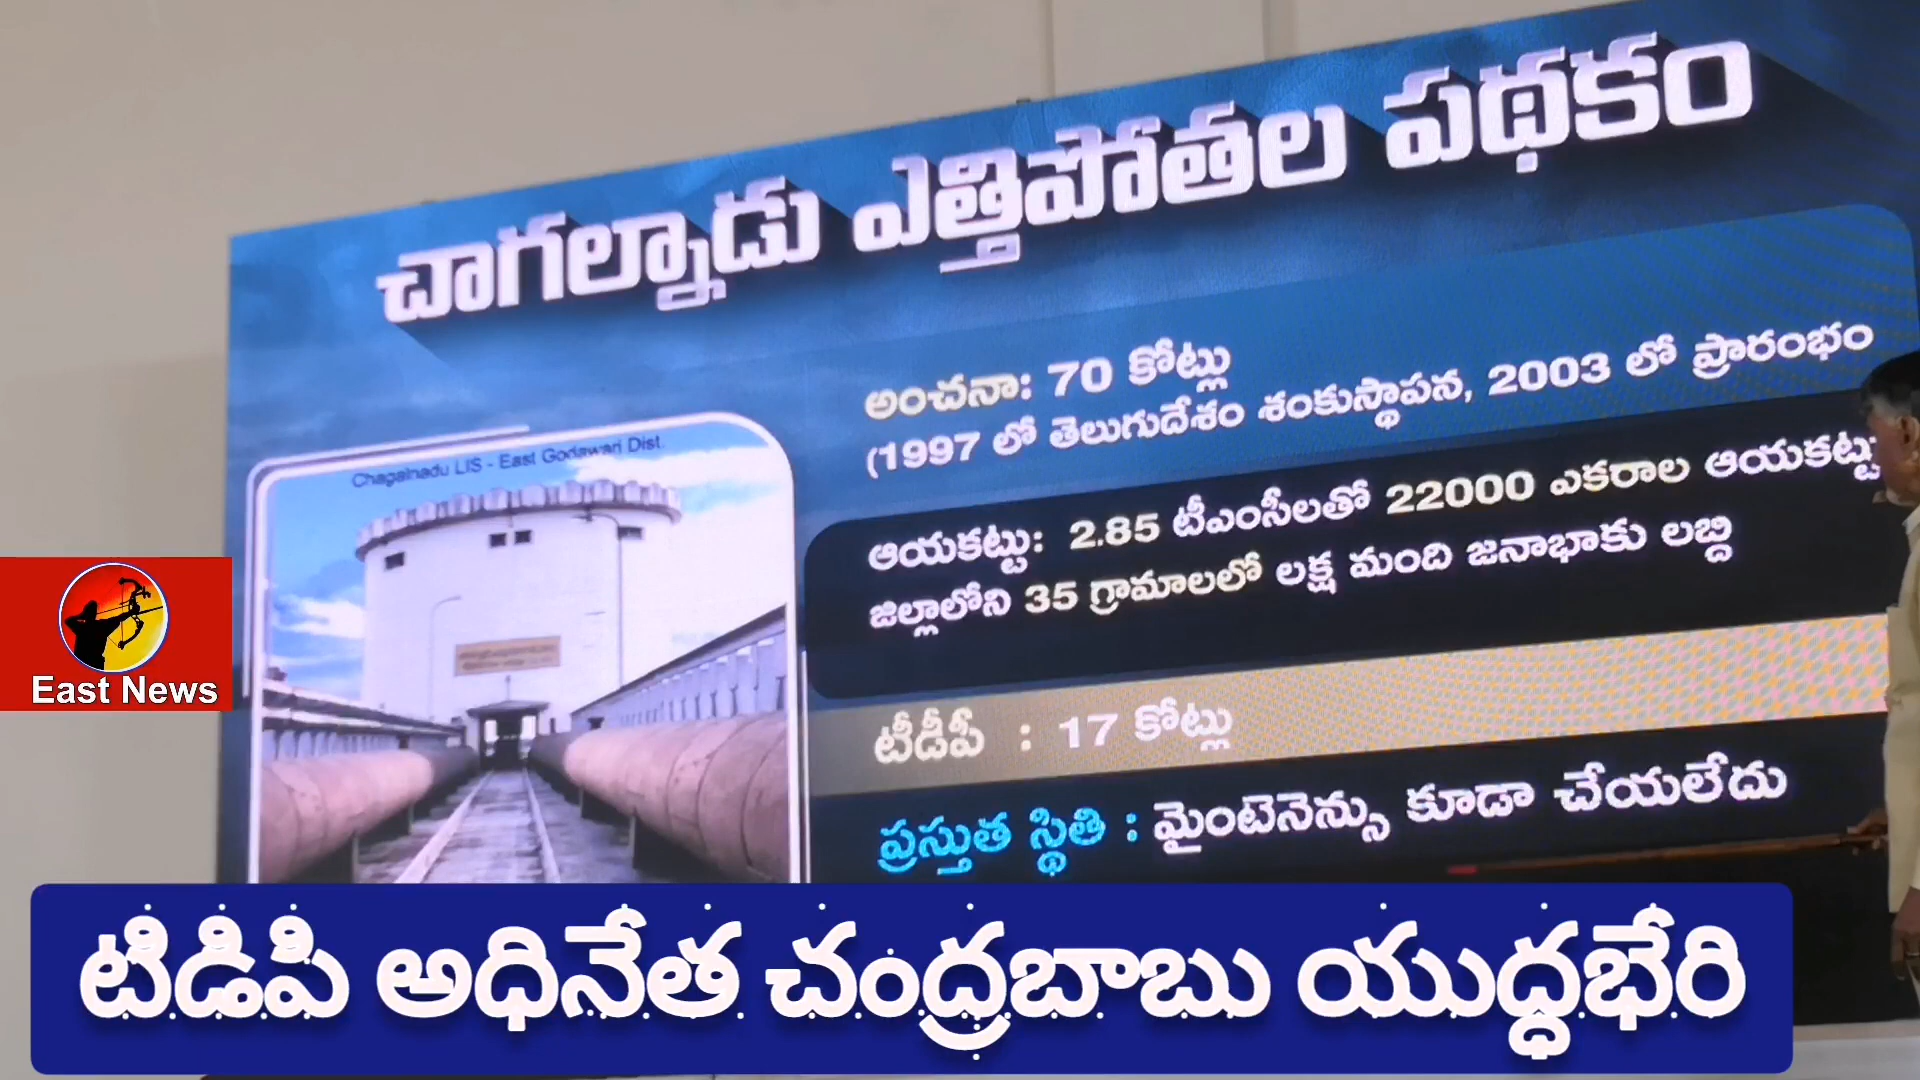 చాగల్నాడు ఎత్తిపోతల పథకం
అంచనా: 70 కోట్లు
(1997 లో తెలుగుదేశం శంకుస్థాపన, 2003 లో ప్రారంభం
Chagalnadu LIS - East Godawari Dist.
ఆయకట్టు: 2.85 టీఎంసీలతో 22000 ఎకరాల ఆయకట్టు
జిల్లాలోని 35 గ్రామాలలో లక్ష మంది జనాభాకు లబ్ది
టీడీపీ : 17 కోట్లు
ప్రస్తుత స్థితి : మైంటెనెన్సు కూడా చేయలేదు
East News
టిడిపి అధినేత చంద్రబాబు యుద్ధభేరి